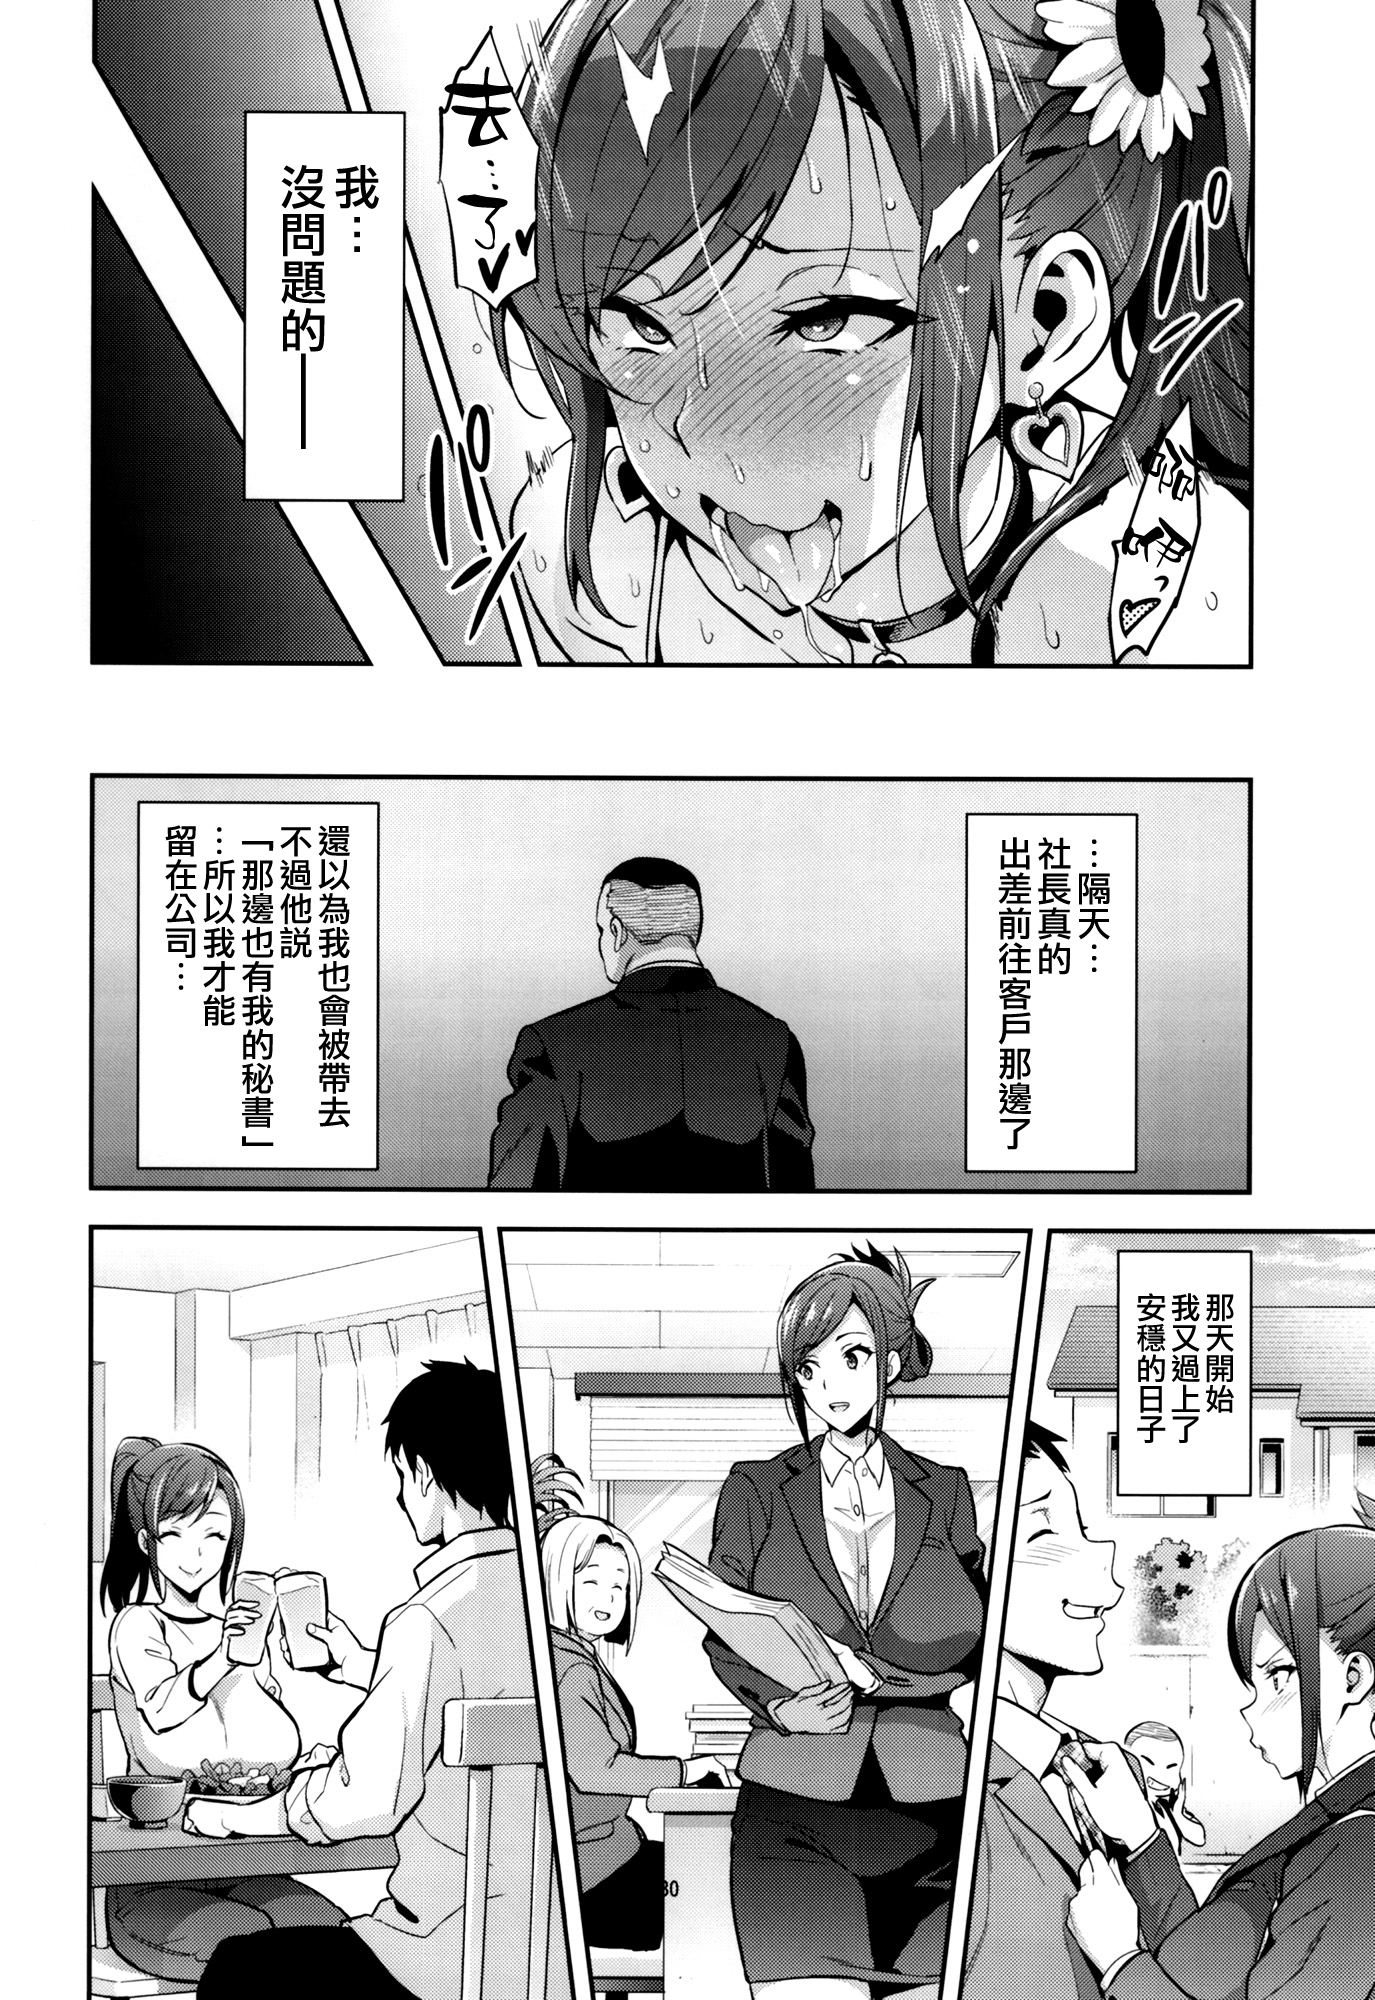 去…了
我…
沒問題的——
咿
…隔天…
社長真的
出差前往客戶那邊了
還以為我也會被帶去
不過他說
「那邊也有我的秘書」
…所以我才能
留在公司…
那天開始
我又過上了
安穩的日子
30